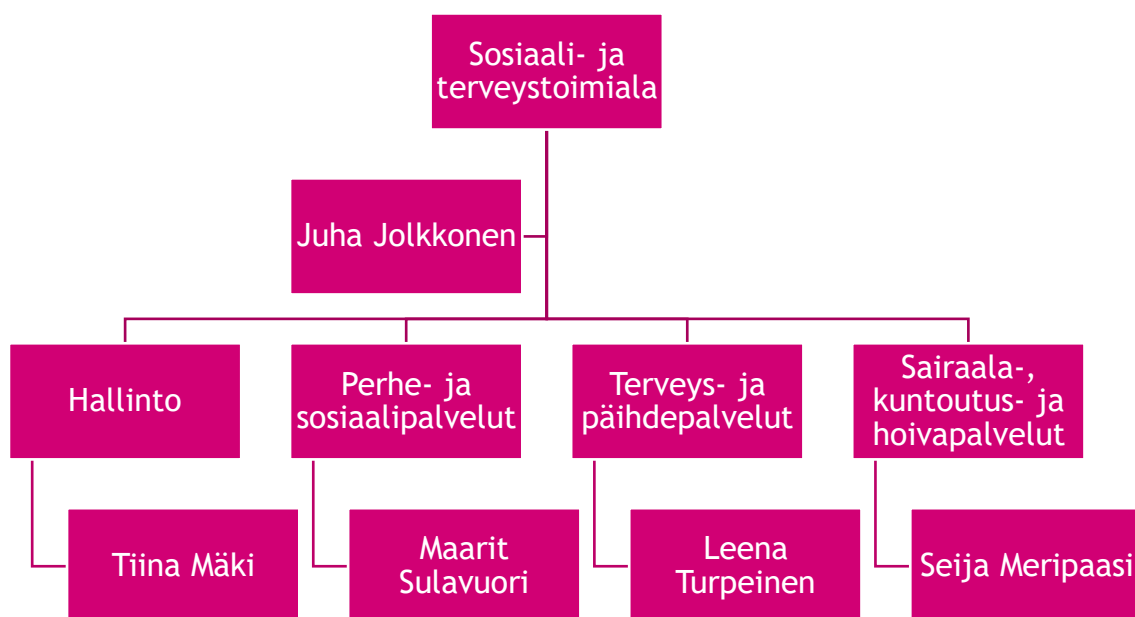 Sosiaali- ja
terveystoimiala
Juha Jolkkonen
Hallinto
Perhe- ja
sosiaalipalvelut
Terveys- ja
päihdepalvelut
Sairaala-,
kuntoutus- ja
hoivapalvelut
Tiina Mäki
Maarit
Sulavuori
Leena
Turpeinen
Seija Meripaasi